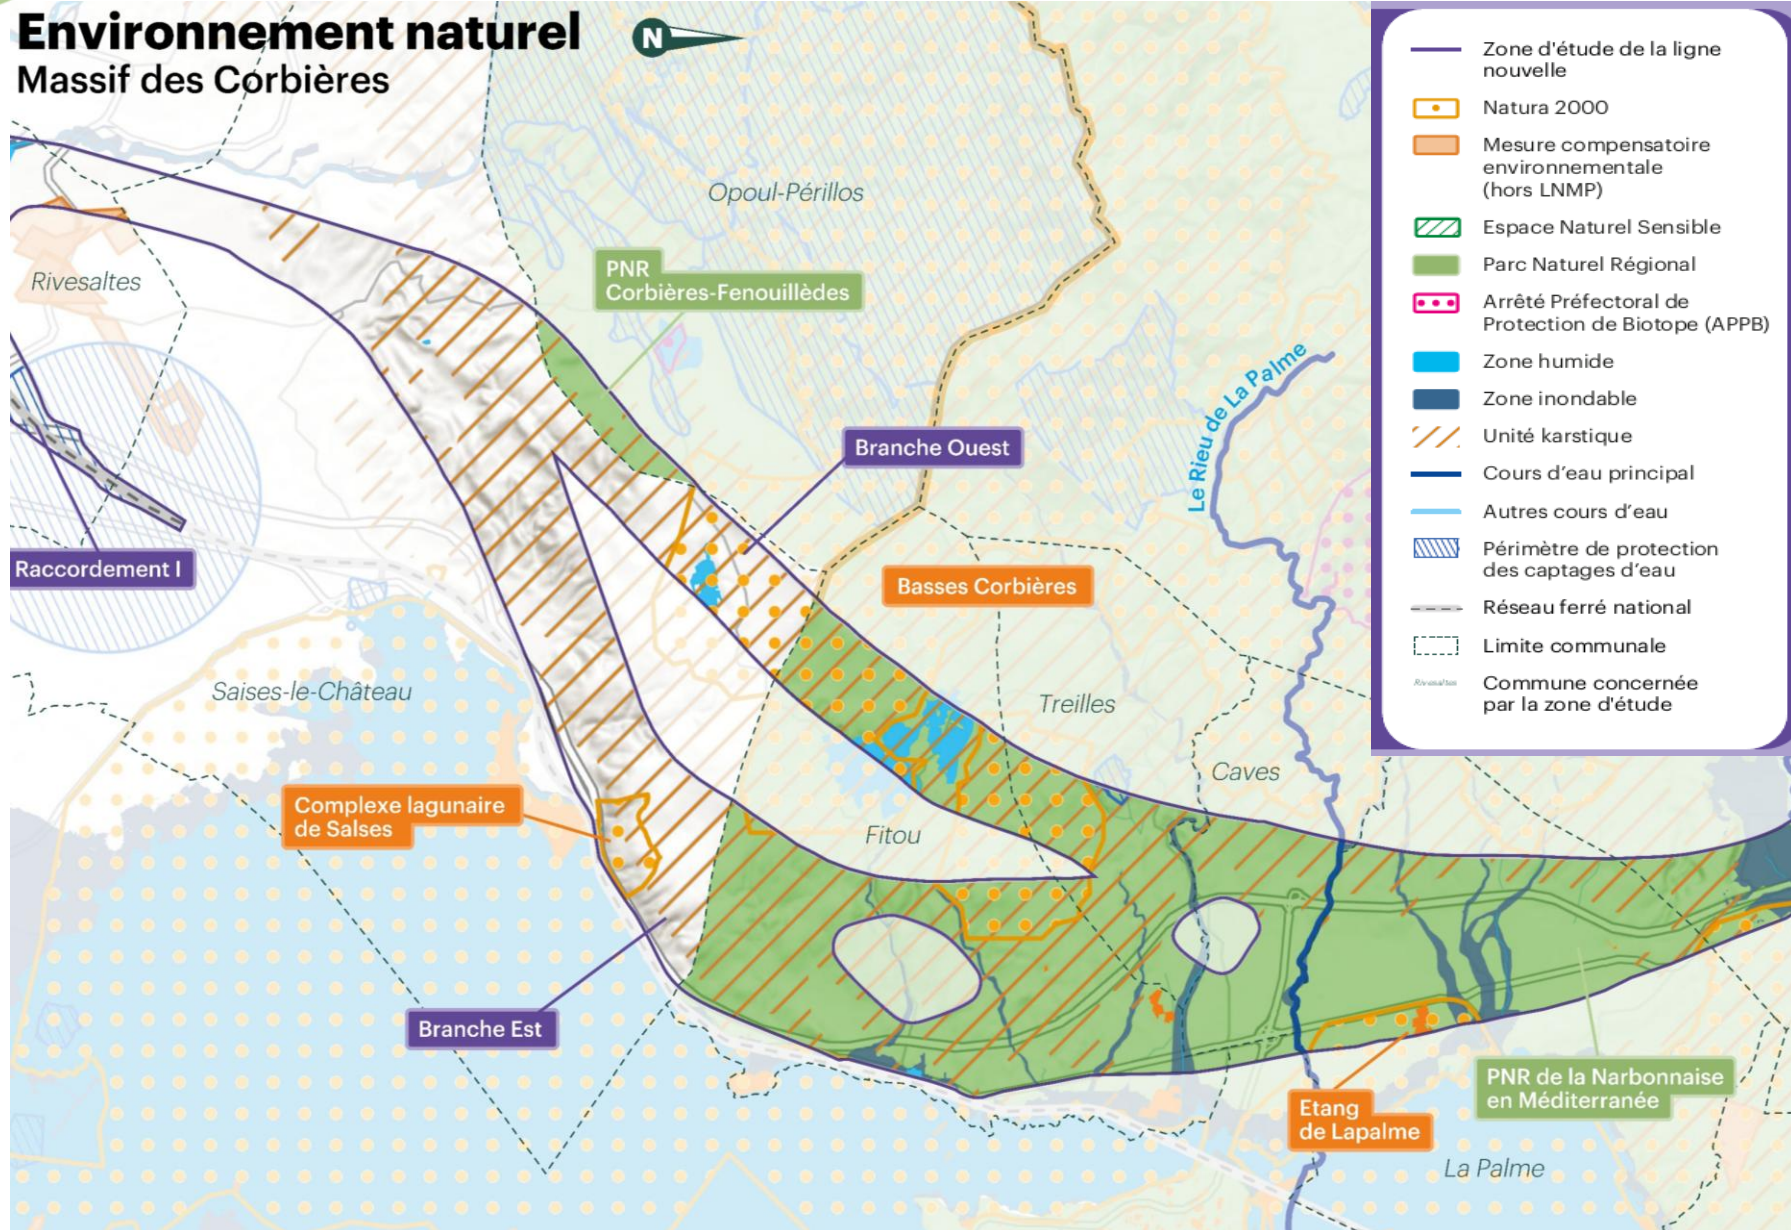 Environnement naturel
Massif des Corbières
N
Opoul-Périllos
Rivesaltes
PNR
Corbières-Fenouillèdes
Le Rieu de La Palme
Branche Ouest
Raccordement I
Basses Corbières
Saises-le-Château
Treilles
Caves
Complexe lagunaire
de Salses
Fitou
Branche Est
PNR de la Narbonnaise
en Méditerranée
Etang
de Lapalme
La Palme
Zone d'étude de la ligne
nouvelle
Natura 2000
Mesure compensatoire
environnementale
(hors LNMP)
Espace Naturel Sensible
Parc Naturel Régional
Arrêté Préfectoral de
Protection de Biotope (APPB)
Zone humide
Zone inondable
Unité karstique
Cours d'eau principal
Autres cours d'eau
Périmètre de protection
des captages d'eau
Réseau ferré national
Limite communale
Rivesaltes
Commune concernée
par la zone d'étude